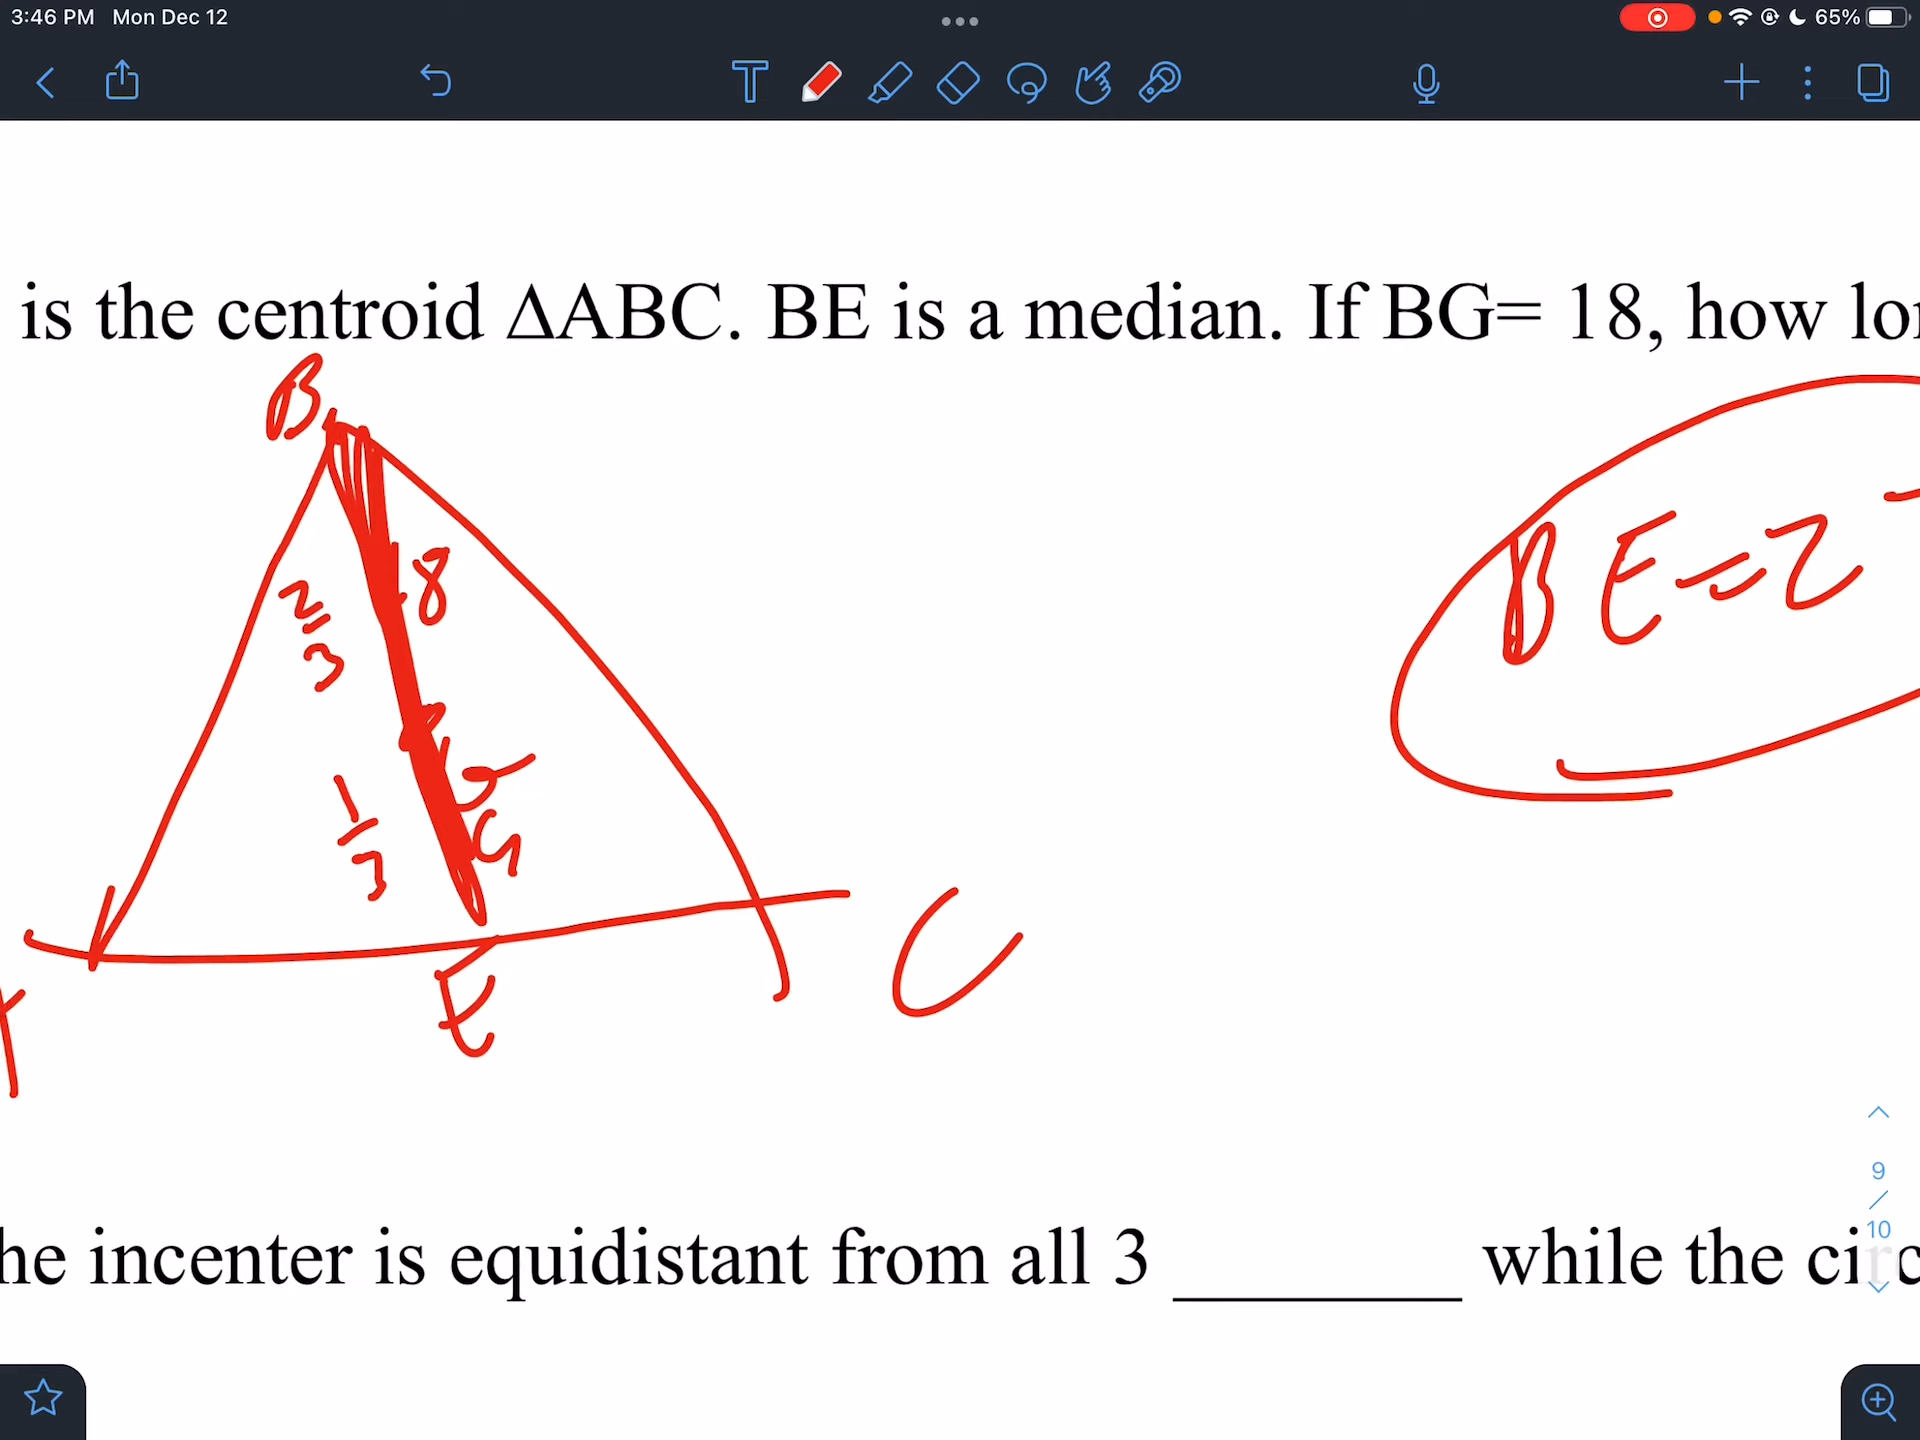 3:46 PM Mon Dec 12
65%
T
is the centroid ΔABC. BE is a median. If BG= 18, how lo
B
18
2
3
BE=2
1
3
G
9
E
C
9
/
10
he incenter is equidistant from all 3 ________ while the circ